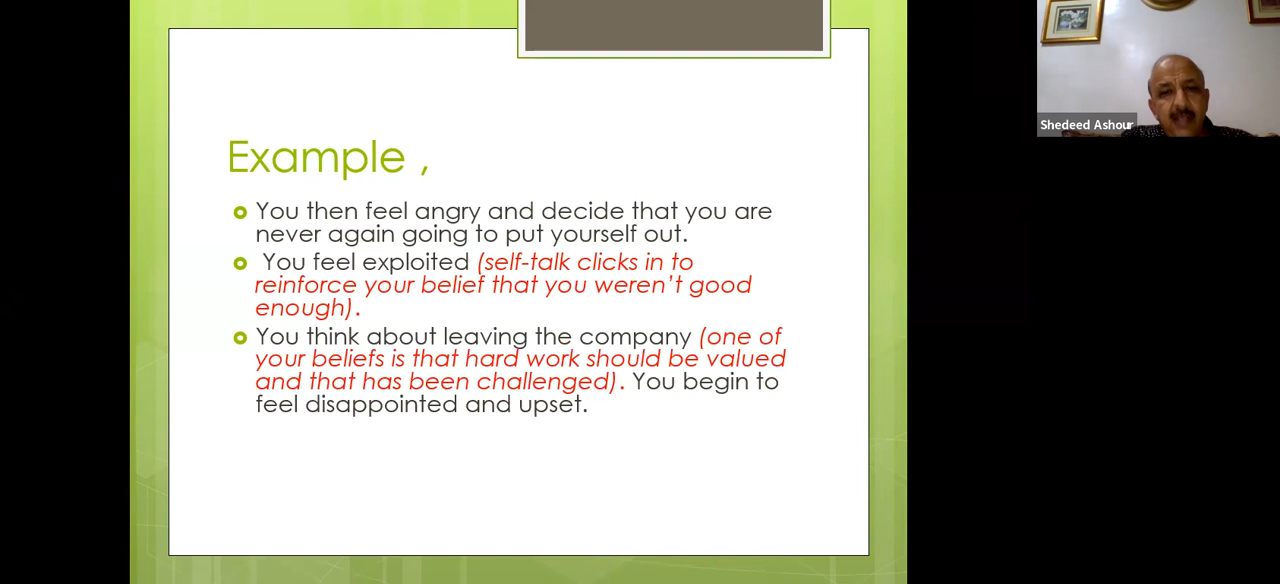 Example ,
You then feel angry and decide that you are
never again going to put yourself out.
You feel exploited (self-talk clicks in to
reinforce your belief that you weren't good
enough).
You think about leaving the company (one of
your beliefs is that hard work should be valued
and that has been challenged). You begin to
feel disappointed and upset.
Shedeed Ashour